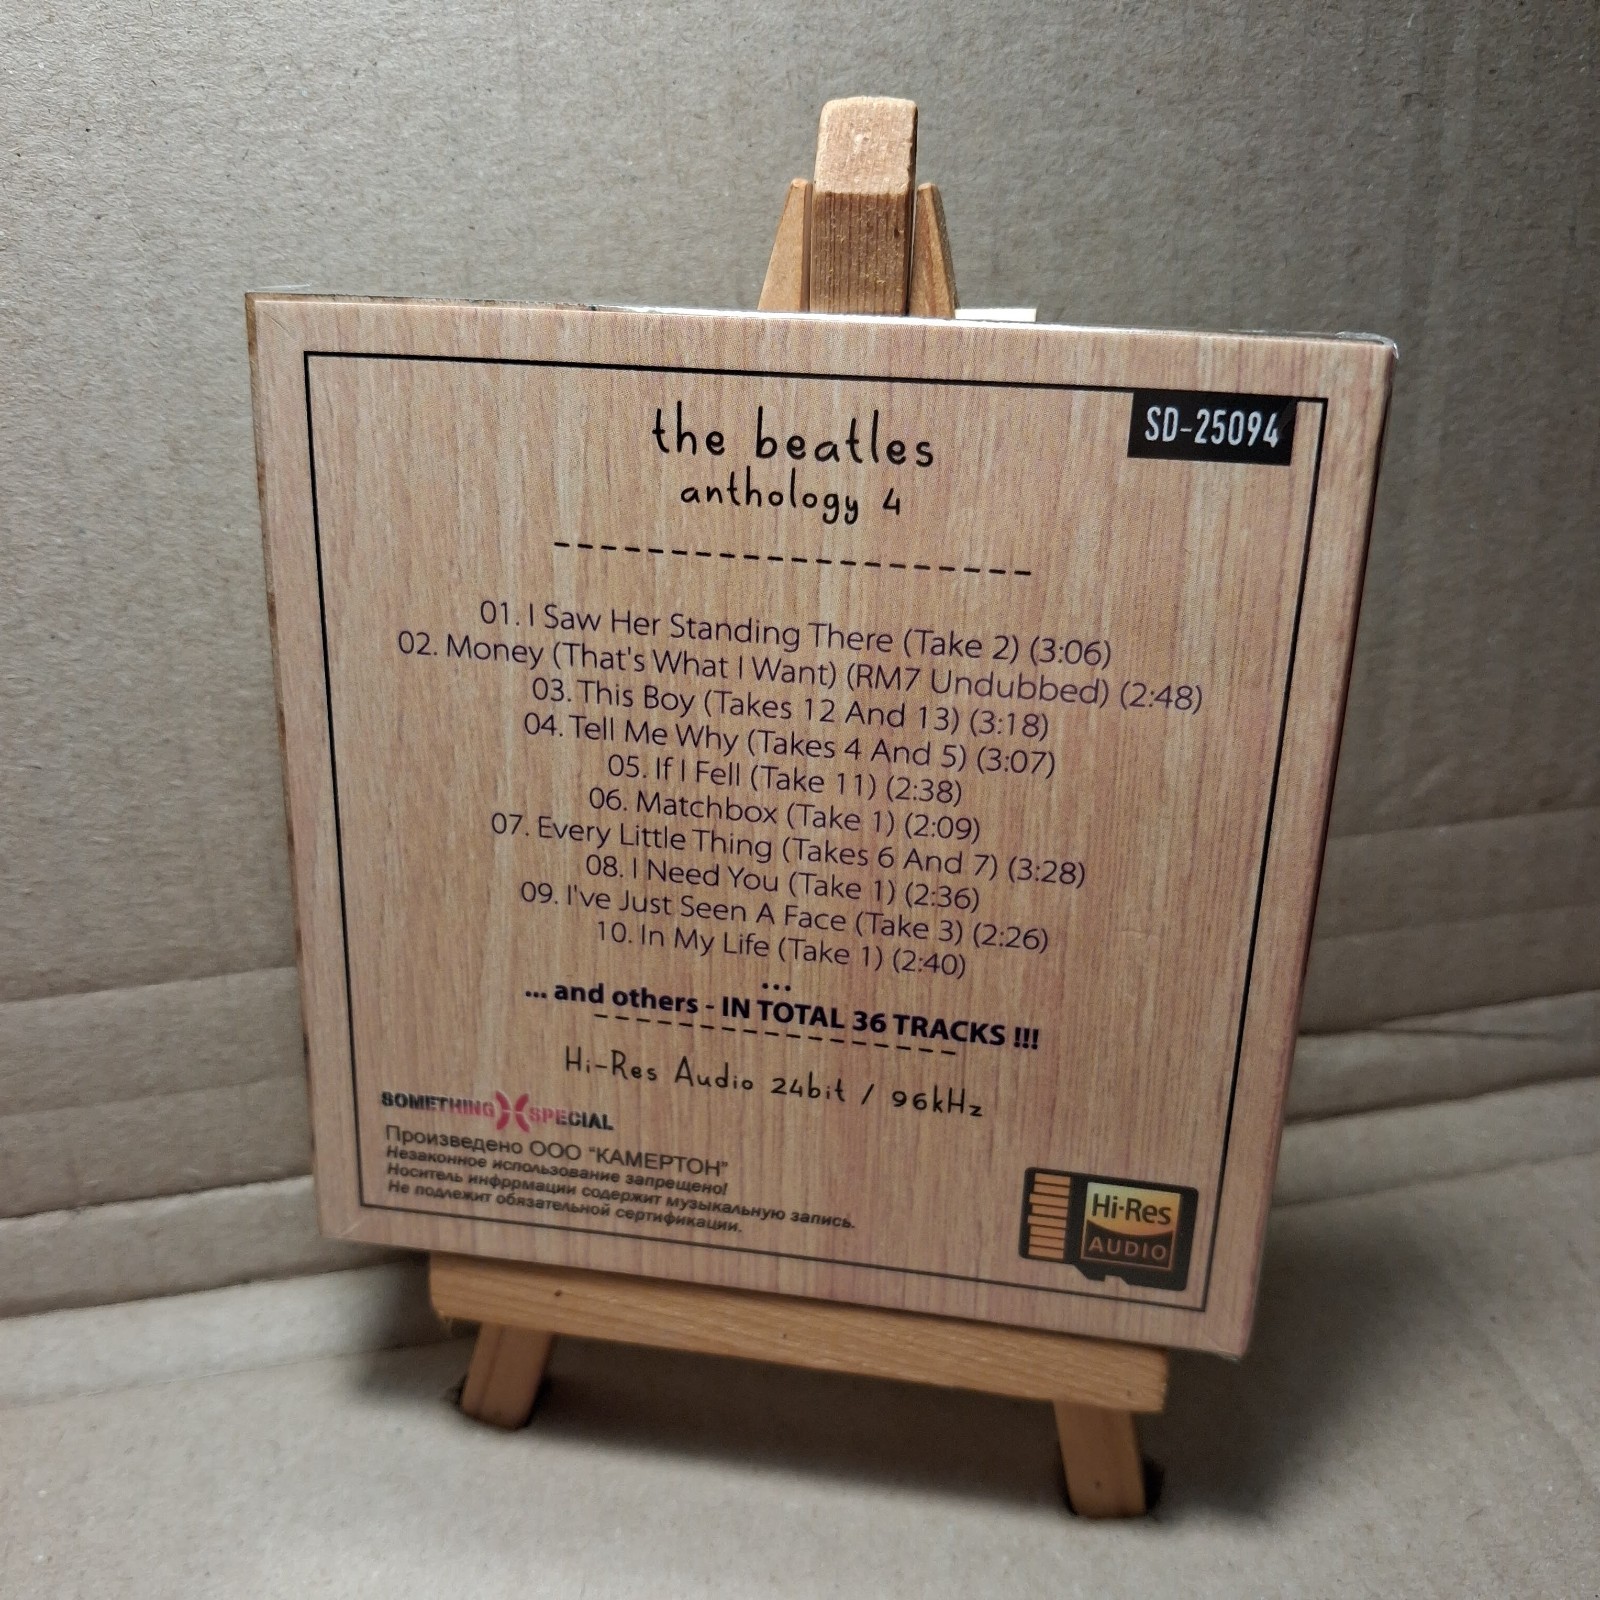 SD-25094
the beatles
anthology 4
01. I Saw Her Standing There (Take 2) (3:06)
02. Money (That's What I Want) (RM7 Undubbed) (2:48)
03. This Boy (Takes 12 And 13) (3:18)
04. Tell Me Why (Takes 4 And 5) (3:07)
05. If I Fell (Take 11) (2:38)
06. Matchbox (Take 1) (2:09)
07. Every Little Thing (Takes 6 And 7) (3:28)
08. I Need You (Take 1) (2:36)
09. I've Just Seen A Face (Take 3) (2:26)
10. In My Life (Take 1) (2:40)
...
... and others - IN TOTAL 36 TRACKS !!!
Hi-Res Audio 24bit / 96kHz
SOMETHING SPECIAL
Произведено ООО "КАМЕРТОН"
Незаконное использование запрещено!
Носитель инфррмации содержит музыкальную запись.
Не подлежит обязательной сертификации.
Hi-Res
AUDIO